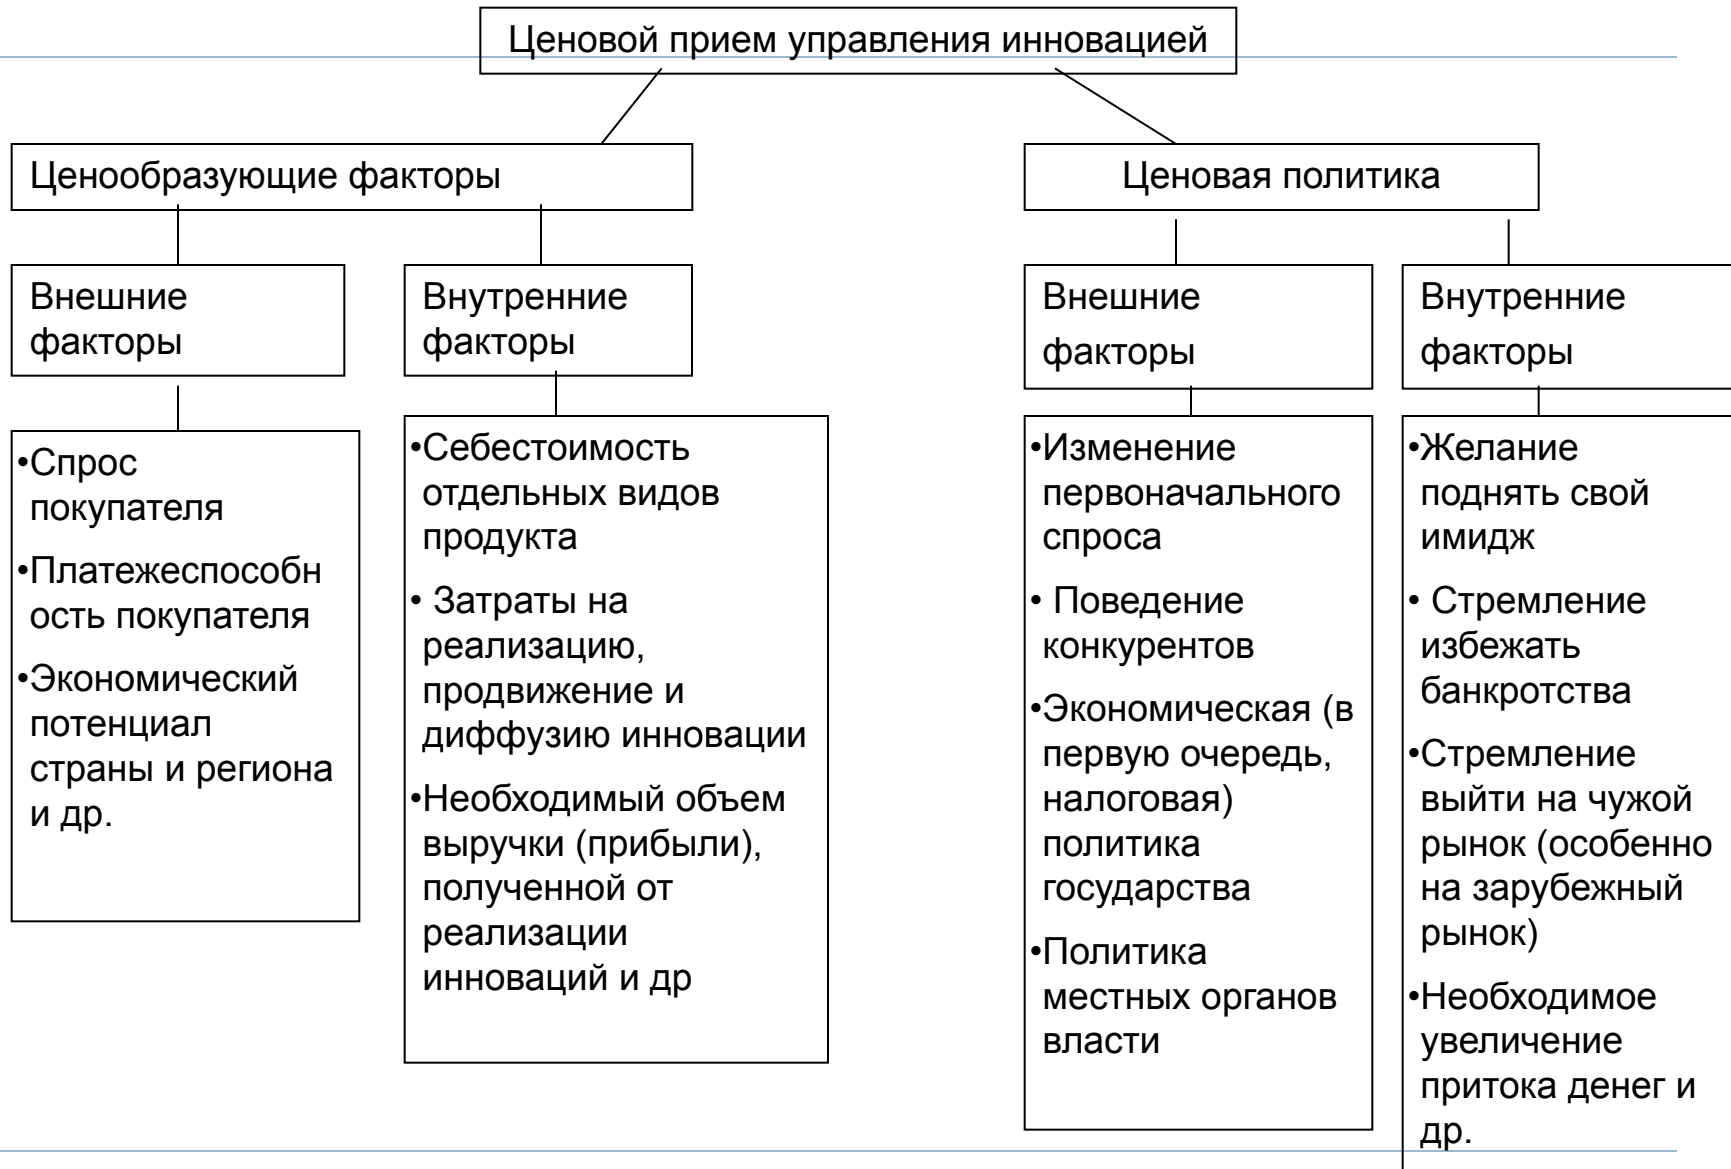 Ценовой прием управления инновацией
Ценообразующие факторы
Ценовая политика
Внешние
факторы
Внутренние
факторы
Внешние
факторы
Внутренние
факторы
•Спрос
покупателя
•Платежеспособн
ость покупателя
•Экономический
потенциал
страны и региона
и др.
•Себестоимость
отдельных видов
продукта
• Затраты на
реализацию,
продвижение и
диффузию инновации
•Необходимый объем
выручки (прибыли),
полученной от
реализации
инноваций и др
•Изменение
первоначального
спроса
• Поведение
конкурентов
•Экономическая (в
первую очередь,
налоговая)
политика
государства
•Политика
местных органов
власти
•Желание
поднять свой
имидж
• Стремление
избежать
банкротства
•Стремление
выйти на чужой
рынок (особенно
на зарубежный
рынок)
•Необходимое
увеличение
притока денег и
др.